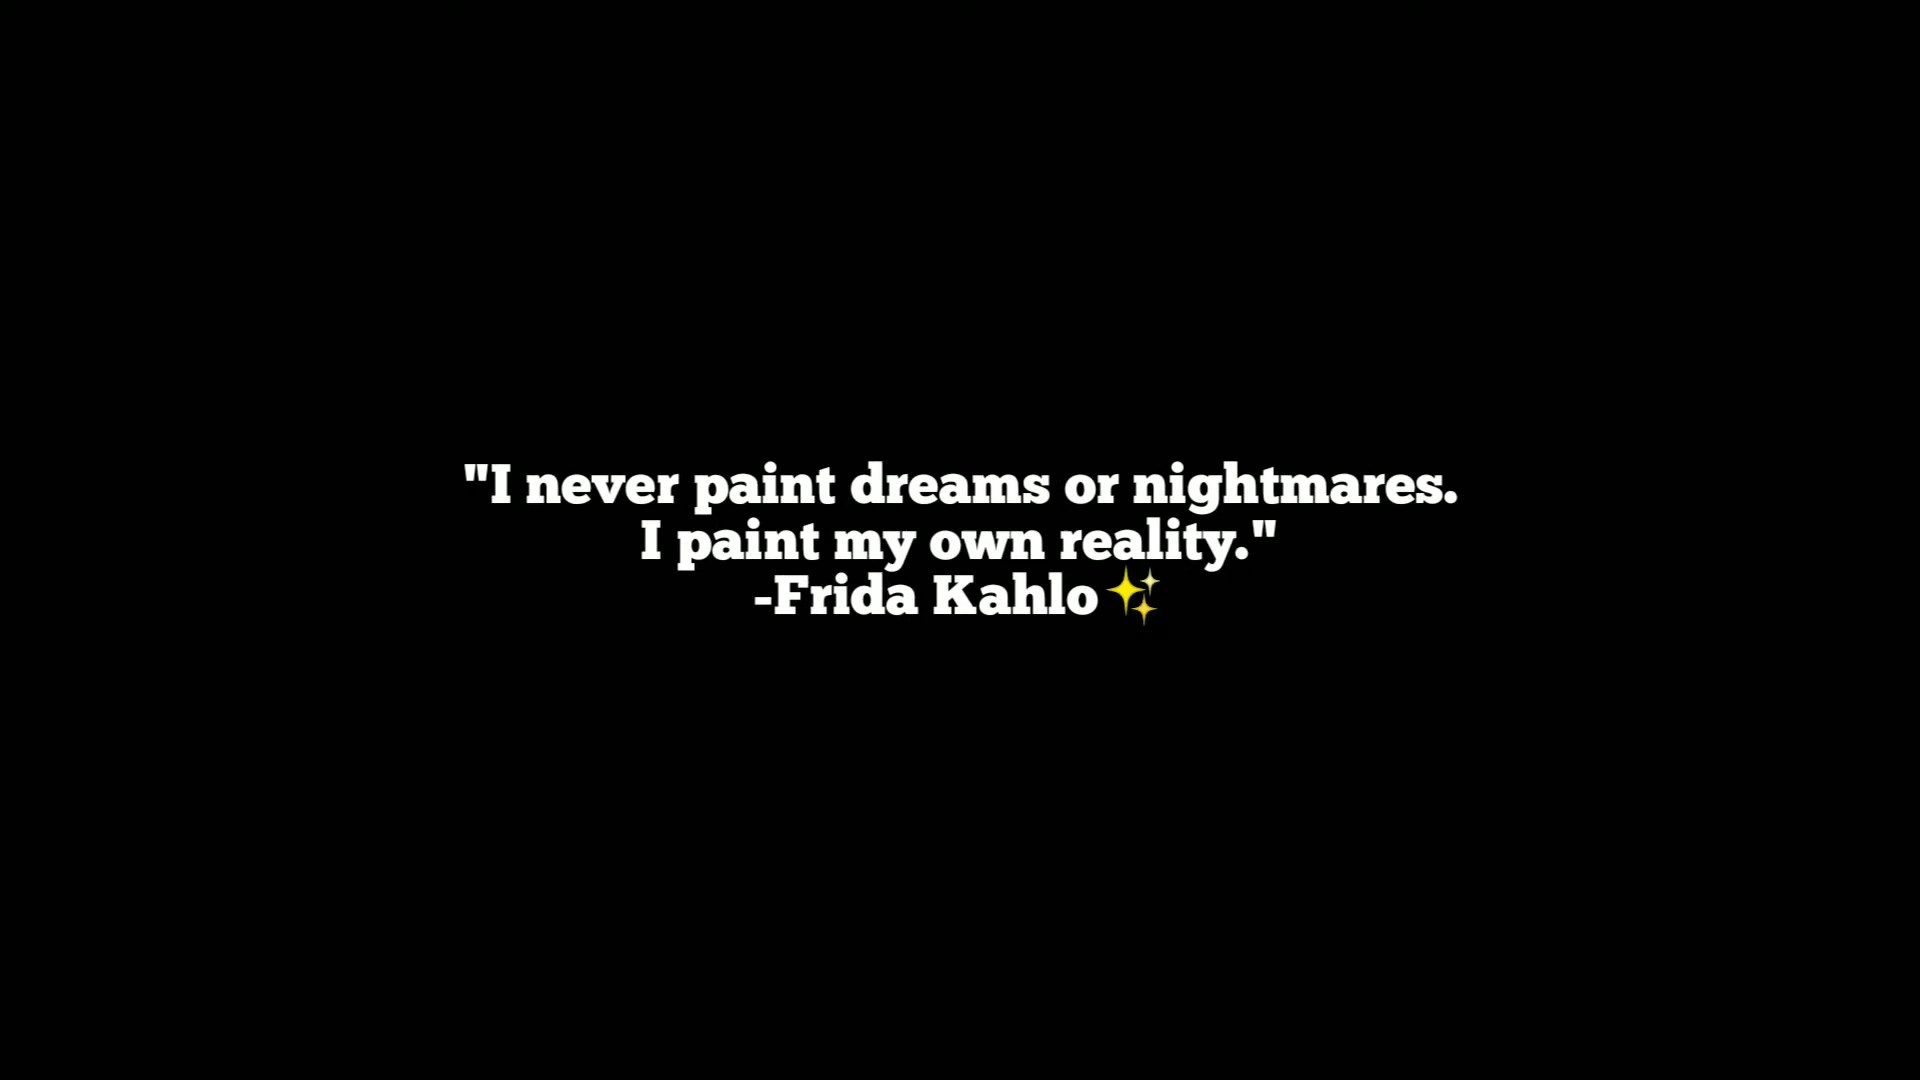 "I never paint dreams or nightmares.
I paint my own reality."
-Frida Kahlo✨